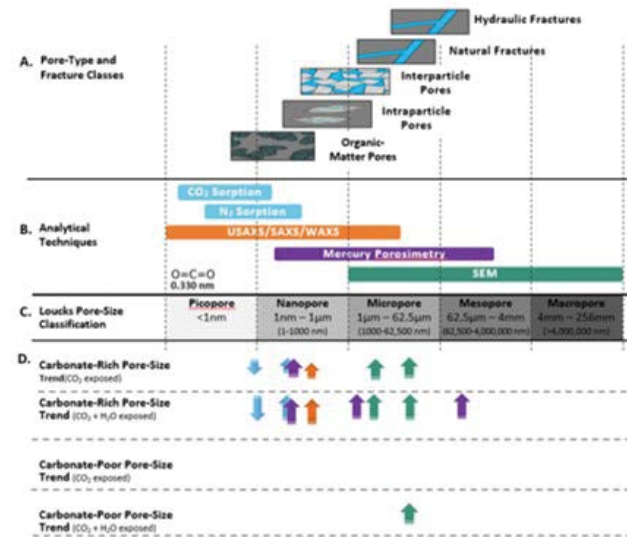 Hydraulic Fractures
Natural Fractures
A. Pore-Type and
Fracture Classes
Interparticle
Pores
Intraparticle
Pores
Organic-
Matter Pores
CO₂ Sorption
N₂ Sorption
B. Analytical
Techniques
USAXS/SAXS/WAXS
Mercury Porosimetry
SEM
O=C=O
0.330 nm
C. Loucks Pore-Size
Classification
Picopore
<1nm
Nanopore
1nm – 1µm
(1-1000 nm)
Micropore
1µm – 62.5µm
(1000-62,500 nm)
Mesopore
62.5µm – 4mm
(62,500-4,000,000 nm)
Macropore
4mm – 256mm
(>4,000,000 nm)
D.
Carbonate-Rich Pore-Size
Trend(CO₂ exposed)
Carbonate-Rich Pore-Size
Trend (CO₂ + H₂O exposed)
Carbonate-Poor Pore-Size
Trend (CO₂ exposed)
Carbonate-Poor Pore-Size
Trend (CO₂ + H₂O exposed)